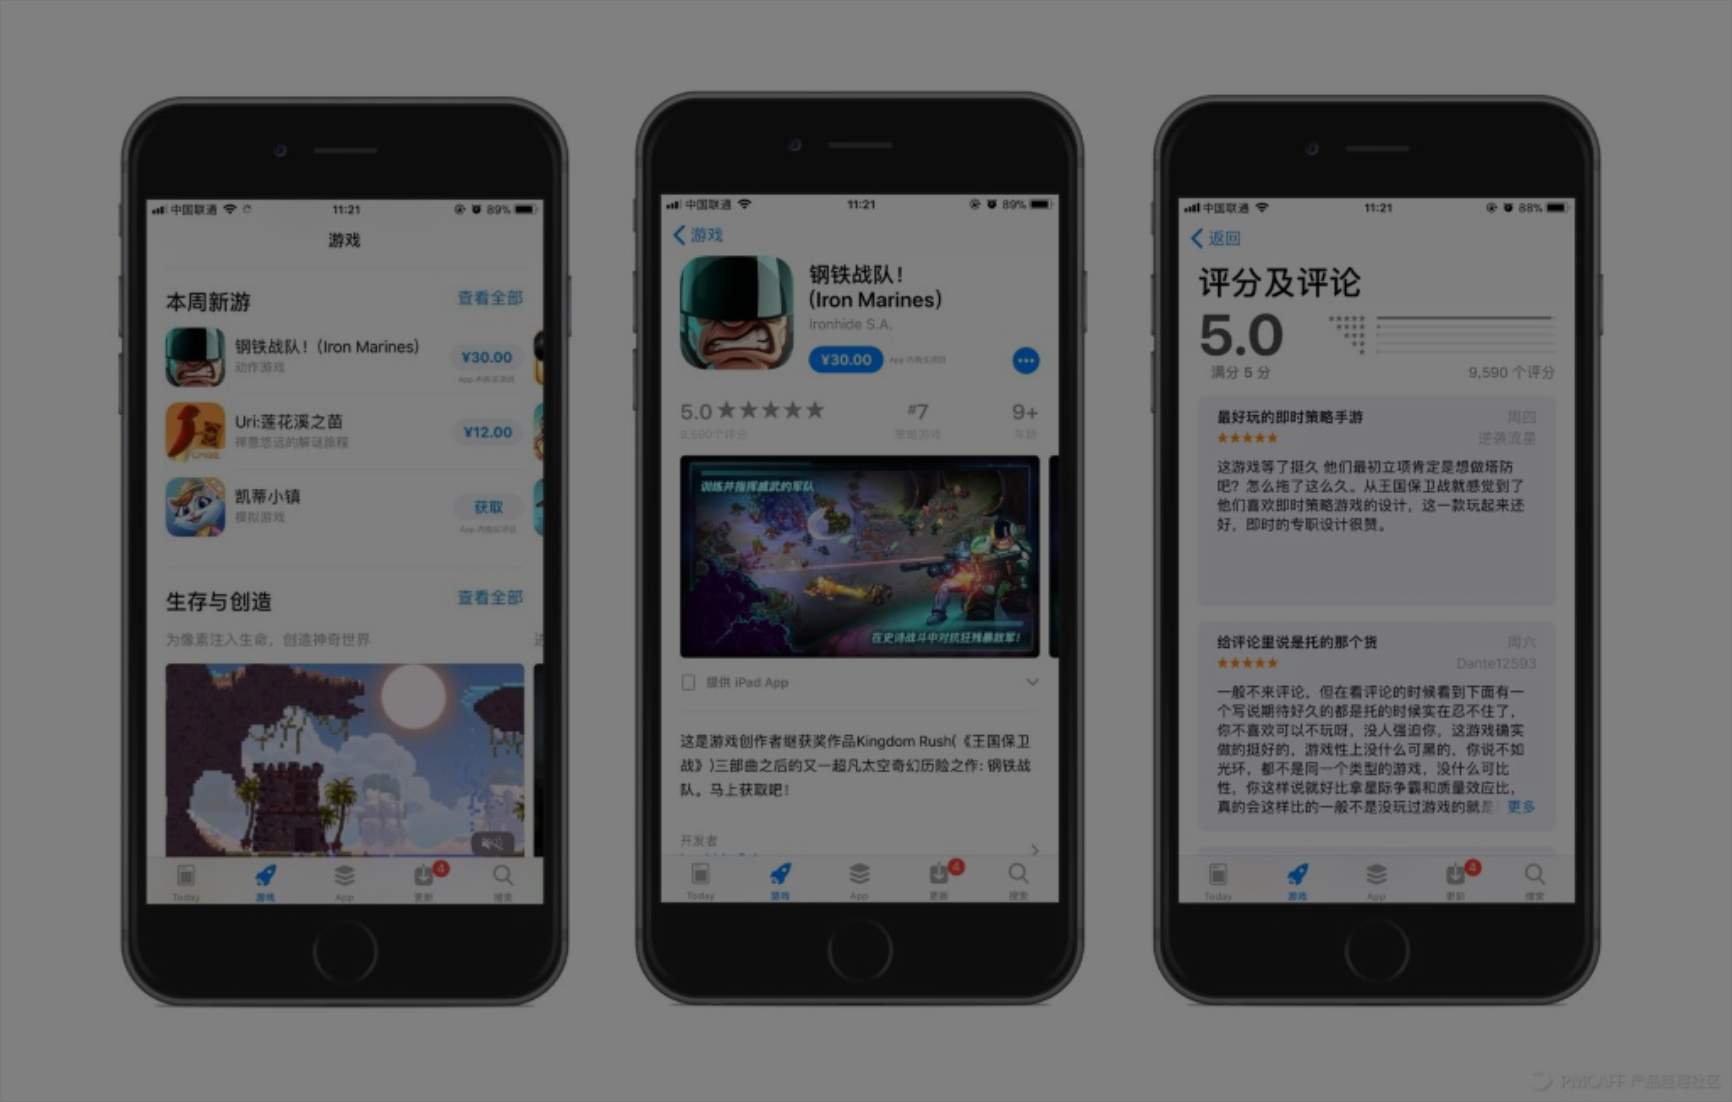 中国联通
11:21
89%
游戏
本周新游
查看全部
钢铁战队！（Iron Marines）
动作游戏
¥30.00
App 内购买项目
Uri:莲花溪之苗
禅意悠远的解谜旅程
¥12.00
凯蒂小镇
模拟游戏
获取
App 内购买项目
生存与创造
查看全部
为像素注入生命，创造神奇世界
Today
游戏
App
更新
4
搜索
中国联通
11:21
89%
游戏
钢铁战队！
(Iron Marines)
Ironhide S.A.
¥30.00
App 内购买项目
5.0 ★★★★★
9,590个评分
#7
策略游戏
9+
年龄
训练并指挥威武的军队
在史诗战斗中对抗狂残暴敌军！
提供 iPad App
这是游戏创作者继获奖作品Kingdom Rush(《王国保卫
战》)三部曲之后的又一超凡太空奇幻历险之作: 钢铁战
队。马上获取吧！
开发者
Today
游戏
App
更新
4
搜索
中国联通
11:21
88%
返回
评分及评论
5.0
满分 5 分
9,590 个评分
最好玩的即时策略手游
周四
★★★★★
逆袭流星
这游戏等了挺久 他们最初立项肯定是想做塔防
吧？怎么拖了这么久。从王国保卫战就感觉到了
他们喜欢即时策略游戏的设计，这一款玩起来还
好，即时的专职设计很赞。
给评论里说是托的那个货
周六
★★★★★
Dante12593
一般不来评论，但在看评论的时候看到下面有一
个写说期待好久的都是托的时候实在忍不住了，
你不喜欢可以不玩呀，没人强迫你，这游戏确实
做的挺好的，游戏性上没什么可黑的，你说不如
光环，都不是同一个类型的游戏，没什么可比
性，你这样说就好比拿星际争霸和质量效应比，
真的会这样比的一般不是没玩过游戏的就是
更多
Today
游戏
App
更新
4
搜索
PMCAFF 产品经理社区